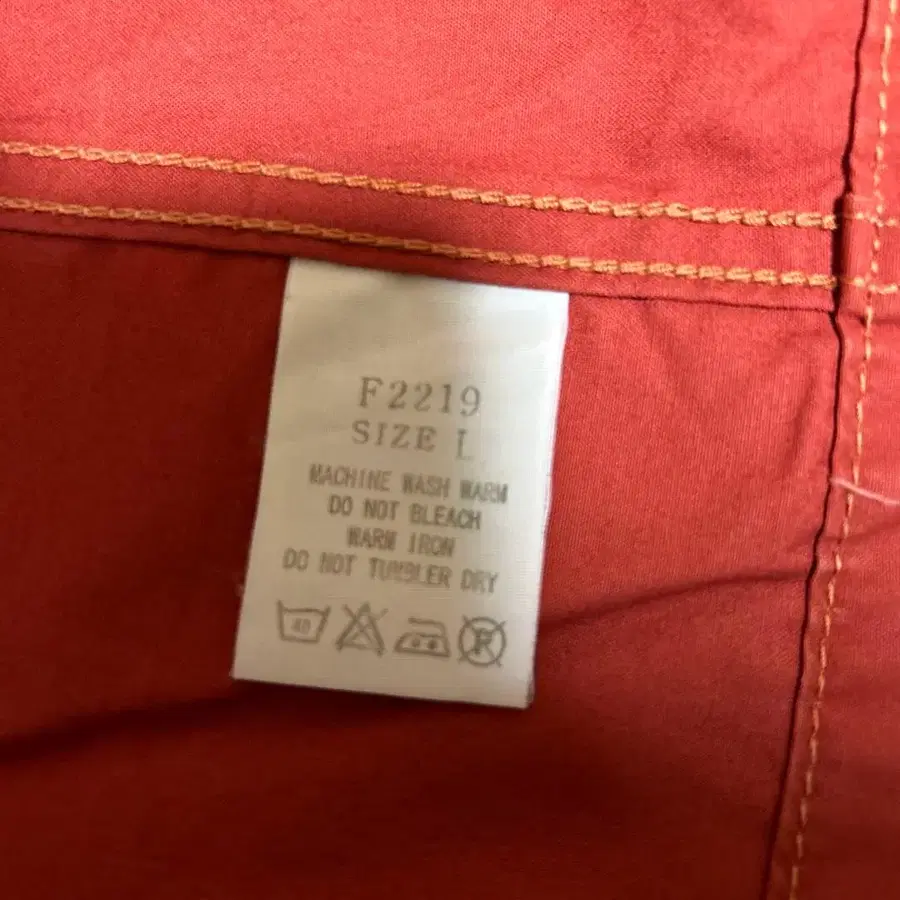 F2219
SIZE L
MACHINE WASH WARM
DO NOT BLEACH
WARM IRON
DO NOT TUMBLER DRY
40 P